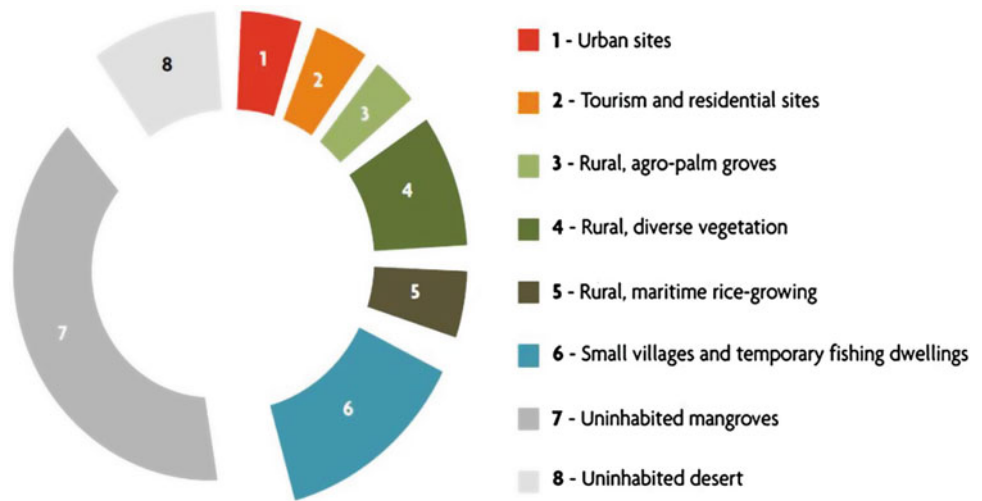 1
2
3
4
5
6
7
8
1 - Urban sites
2 - Tourism and residential sites
3 - Rural, agro-palm groves
4 - Rural, diverse vegetation
5 - Rural, maritime rice-growing
6 - Small villages and temporary fishing dwellings
7 - Uninhabited mangroves
8 - Uninhabited desert